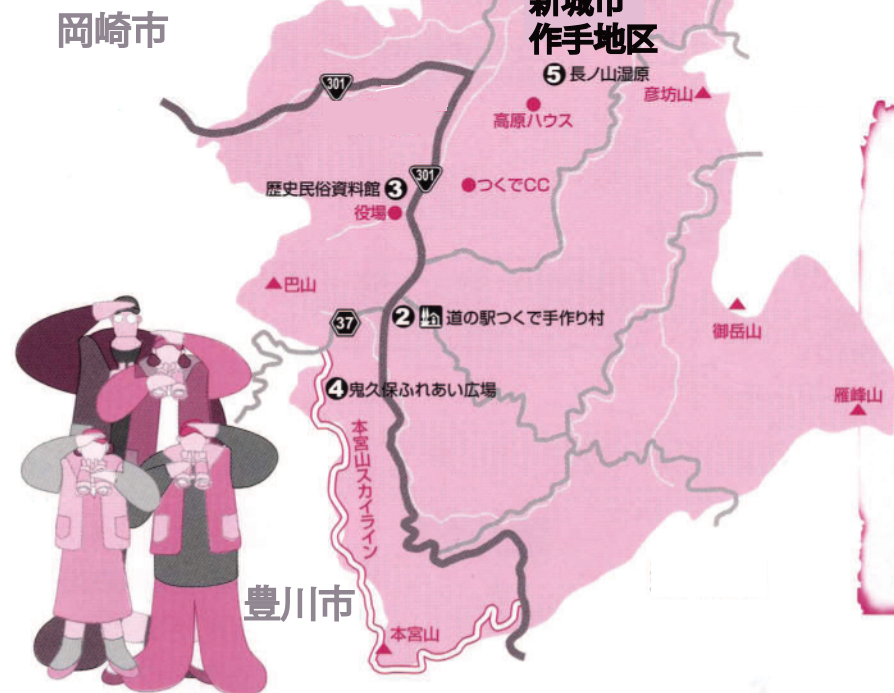 新城市
作手地区
岡崎市
❺長ノ山湿原
彦坊山
301
高原ハウス
301
歴史民俗資料館❸
つくでCC
役場
巴山
37
❷道の駅つくで手作り村
御岳山
❹鬼久保ふれあい広場
雁峰山
本宮山スカイライン
豊川市
本宮山